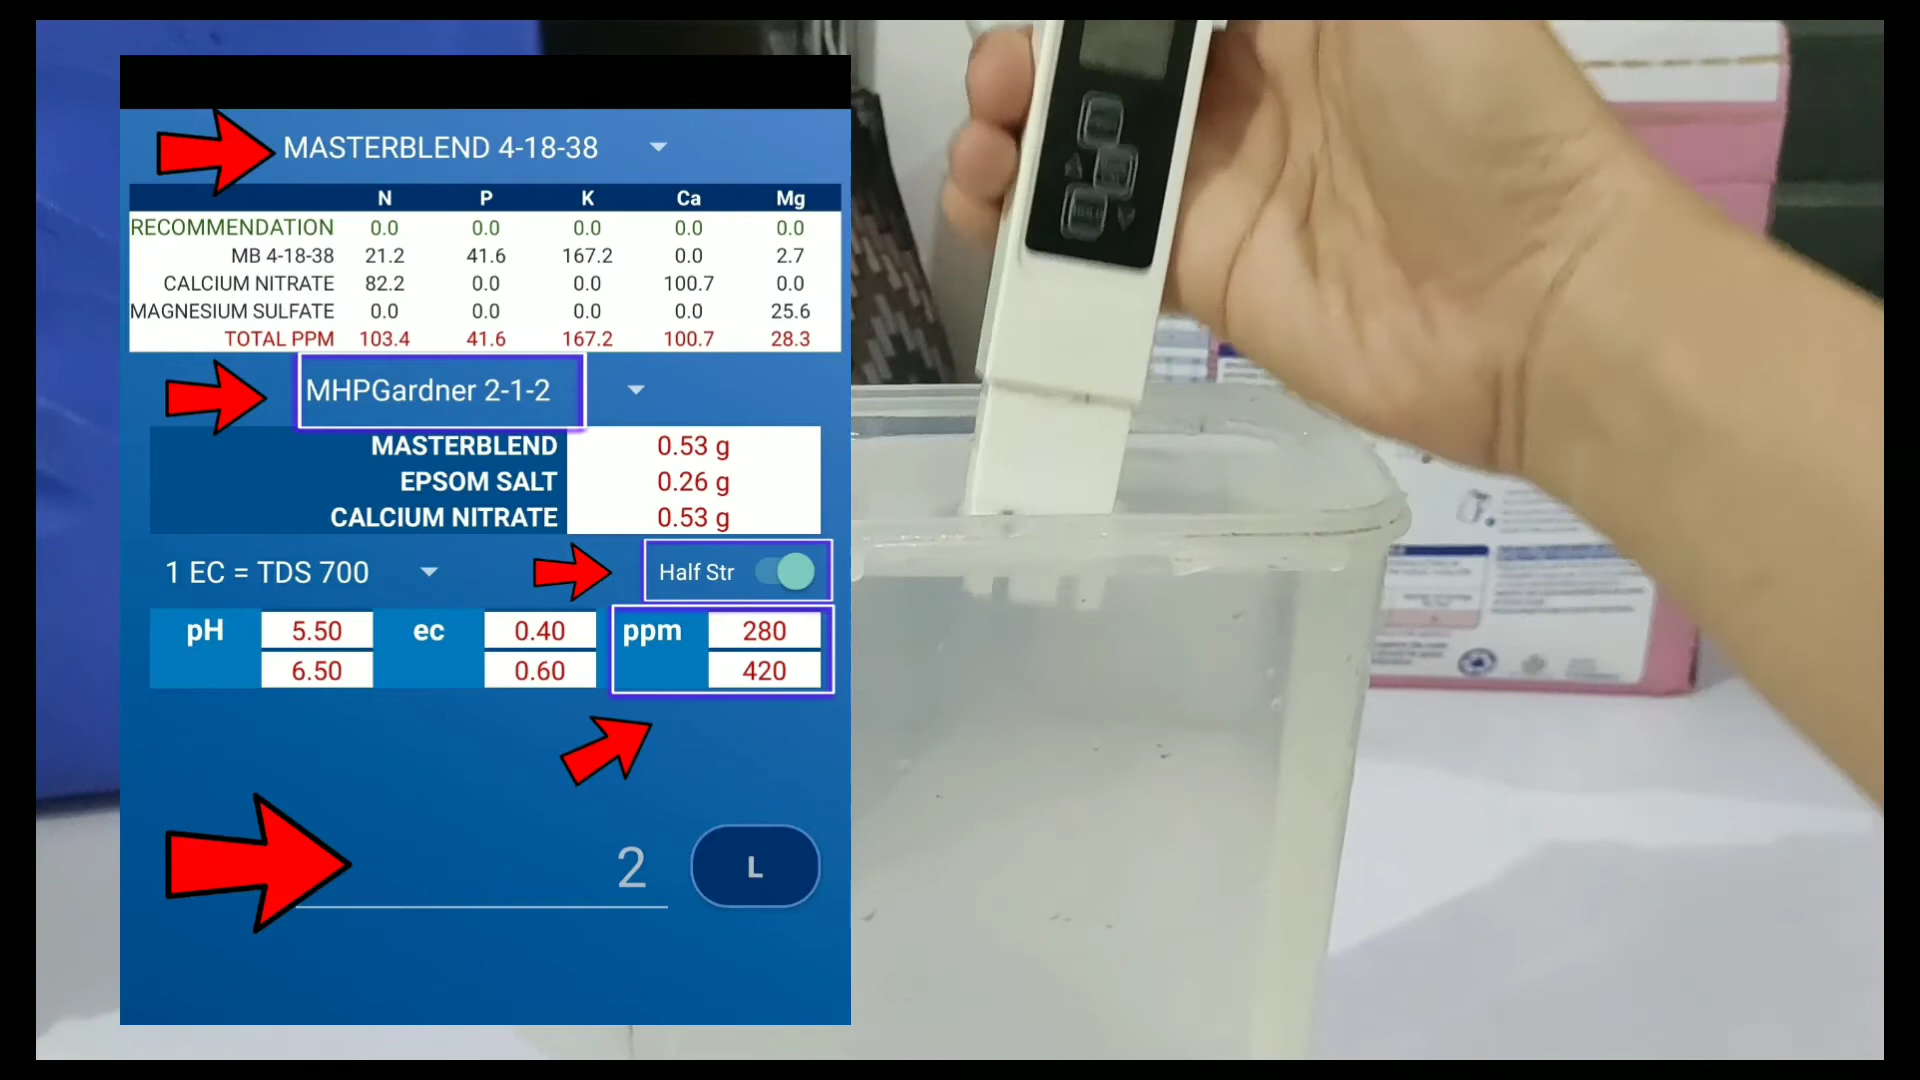 MASTERBLEND 4-18-38
N P K Ca Mg
RECOMMENDATION 0.0 0.0 0.0 0.0 0.0
MB 4-18-38 21.2 41.6 167.2 0.0 2.7
CALCIUM NITRATE 82.2 0.0 0.0 100.7 0.0
MAGNESIUM SULFATE 0.0 0.0 0.0 0.0 25.6
TOTAL PPM 103.4 41.6 167.2 100.7 28.3
MHPGardner 2-1-2
MASTERBLEND 0.53 g
EPSOM SALT 0.26 g
CALCIUM NITRATE 0.53 g
1 EC = TDS 700 Half Str
pH 5.50 ec 0.40 ppm 280
6.50 0.60 420
2 L